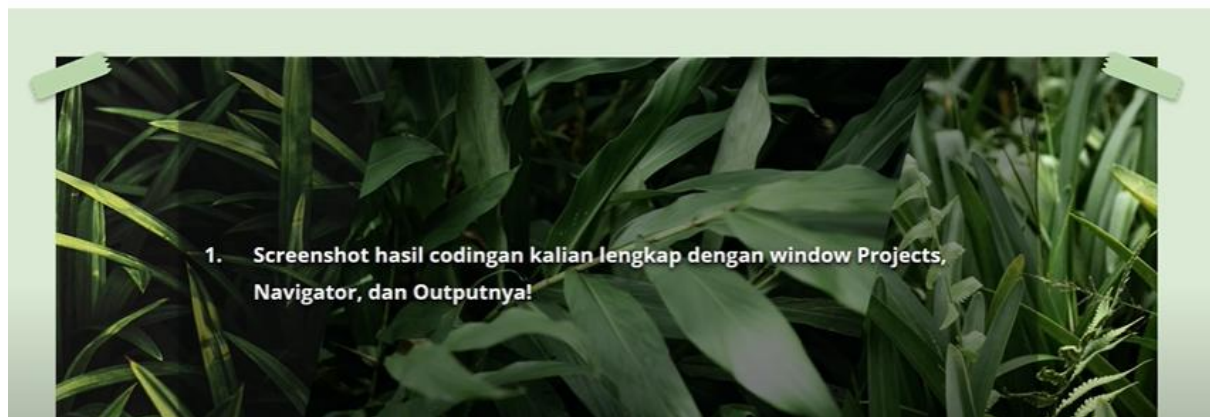 1. Screenshot hasil codingan kalian lengkap dengan window Projects,
Navigator, dan Outputnya!